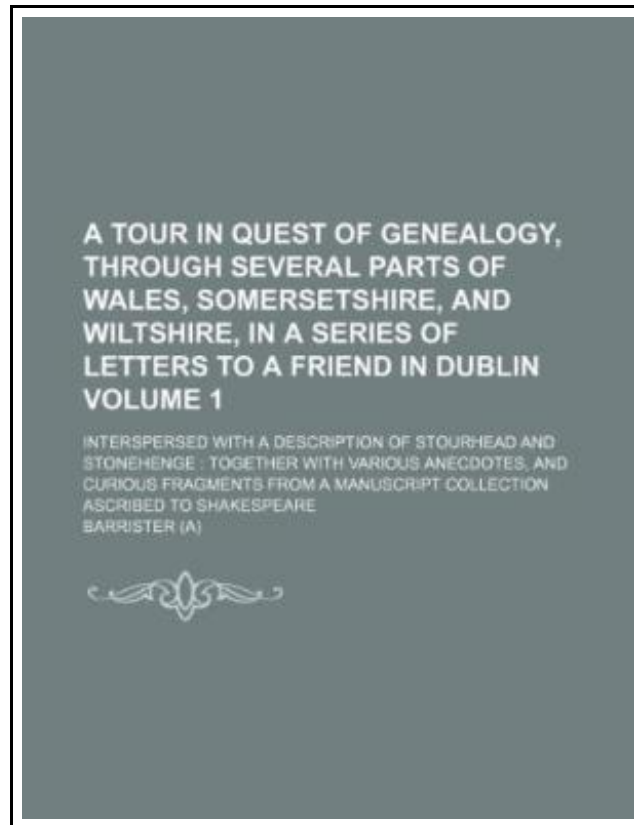 A TOUR IN QUEST OF GENEALOGY,
THROUGH SEVERAL PARTS OF
WALES, SOMERSETSHIRE, AND
WILTSHIRE, IN A SERIES OF
LETTERS TO A FRIEND IN DUBLIN
VOLUME 1
INTERSPERSED WITH A DESCRIPTION OF STOURHEAD AND
STONEHENGE : TOGETHER WITH VARIOUS ANECDOTES, AND
CURIOUS FRAGMENTS FROM A MANUSCRIPT COLLECTION
ASCRIBED TO SHAKESPEARE
BARRISTER (A)